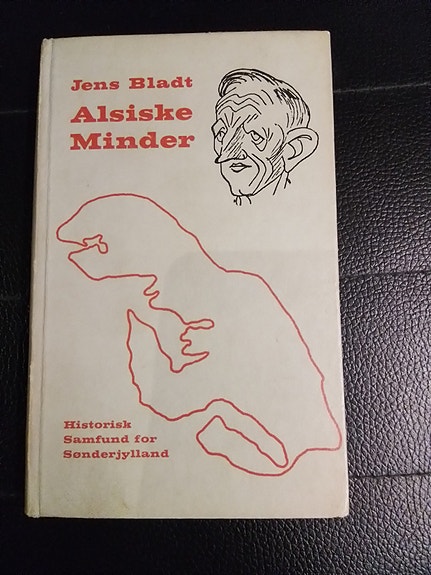 Jens Bladt
Alsiske
Minder
Historisk
Samfund for
Sønderjylland